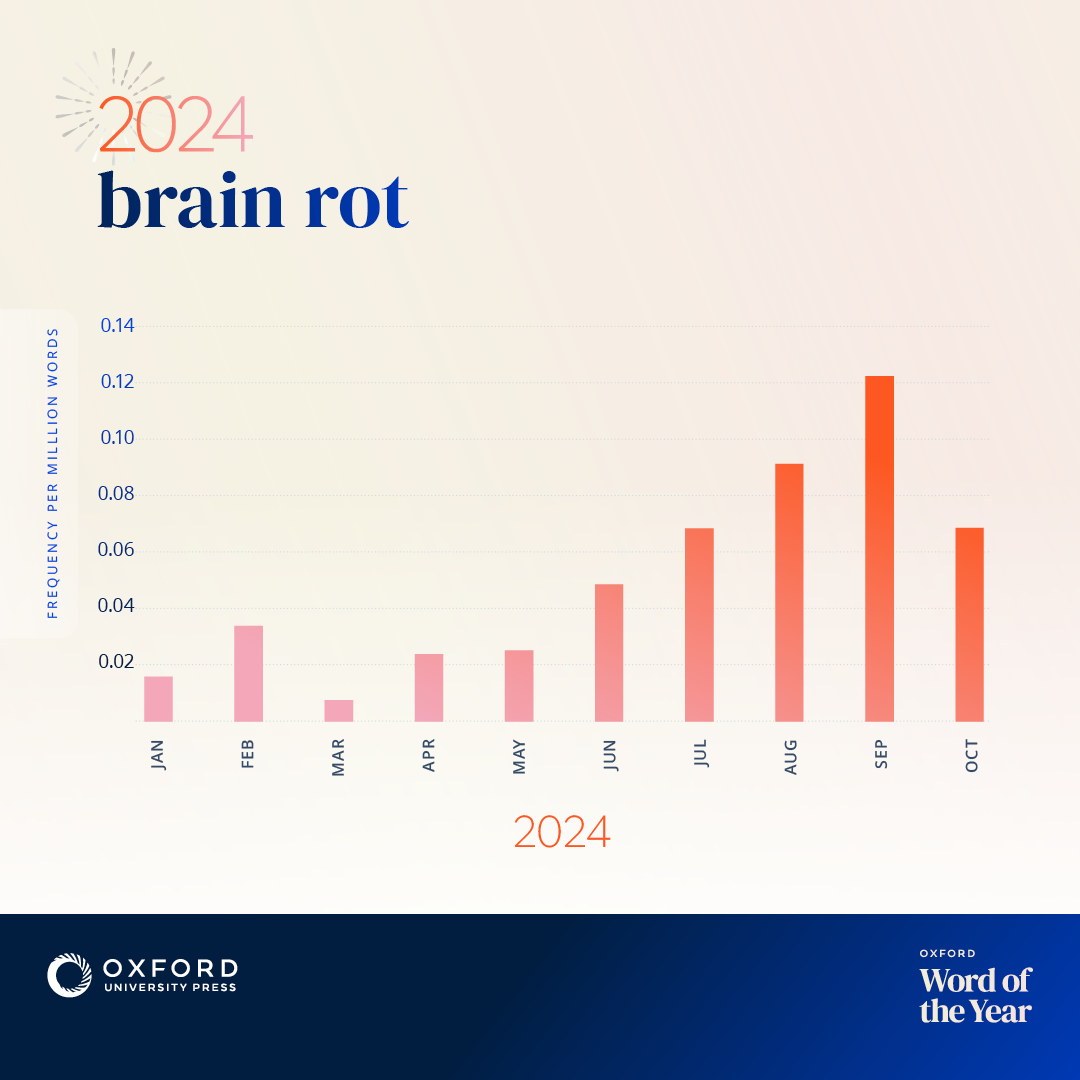 2024
brain rot
FREQUENCY PER MILLLION WORDS
0.14
0.12
0.10
0.08
0.06
0.04
0.02
JAN FEB MAR APR MAY JUN JUL AUG SEP OCT
2024
OXFORD
UNIVERSITY PRESS
OXFORD
Word of
the Year